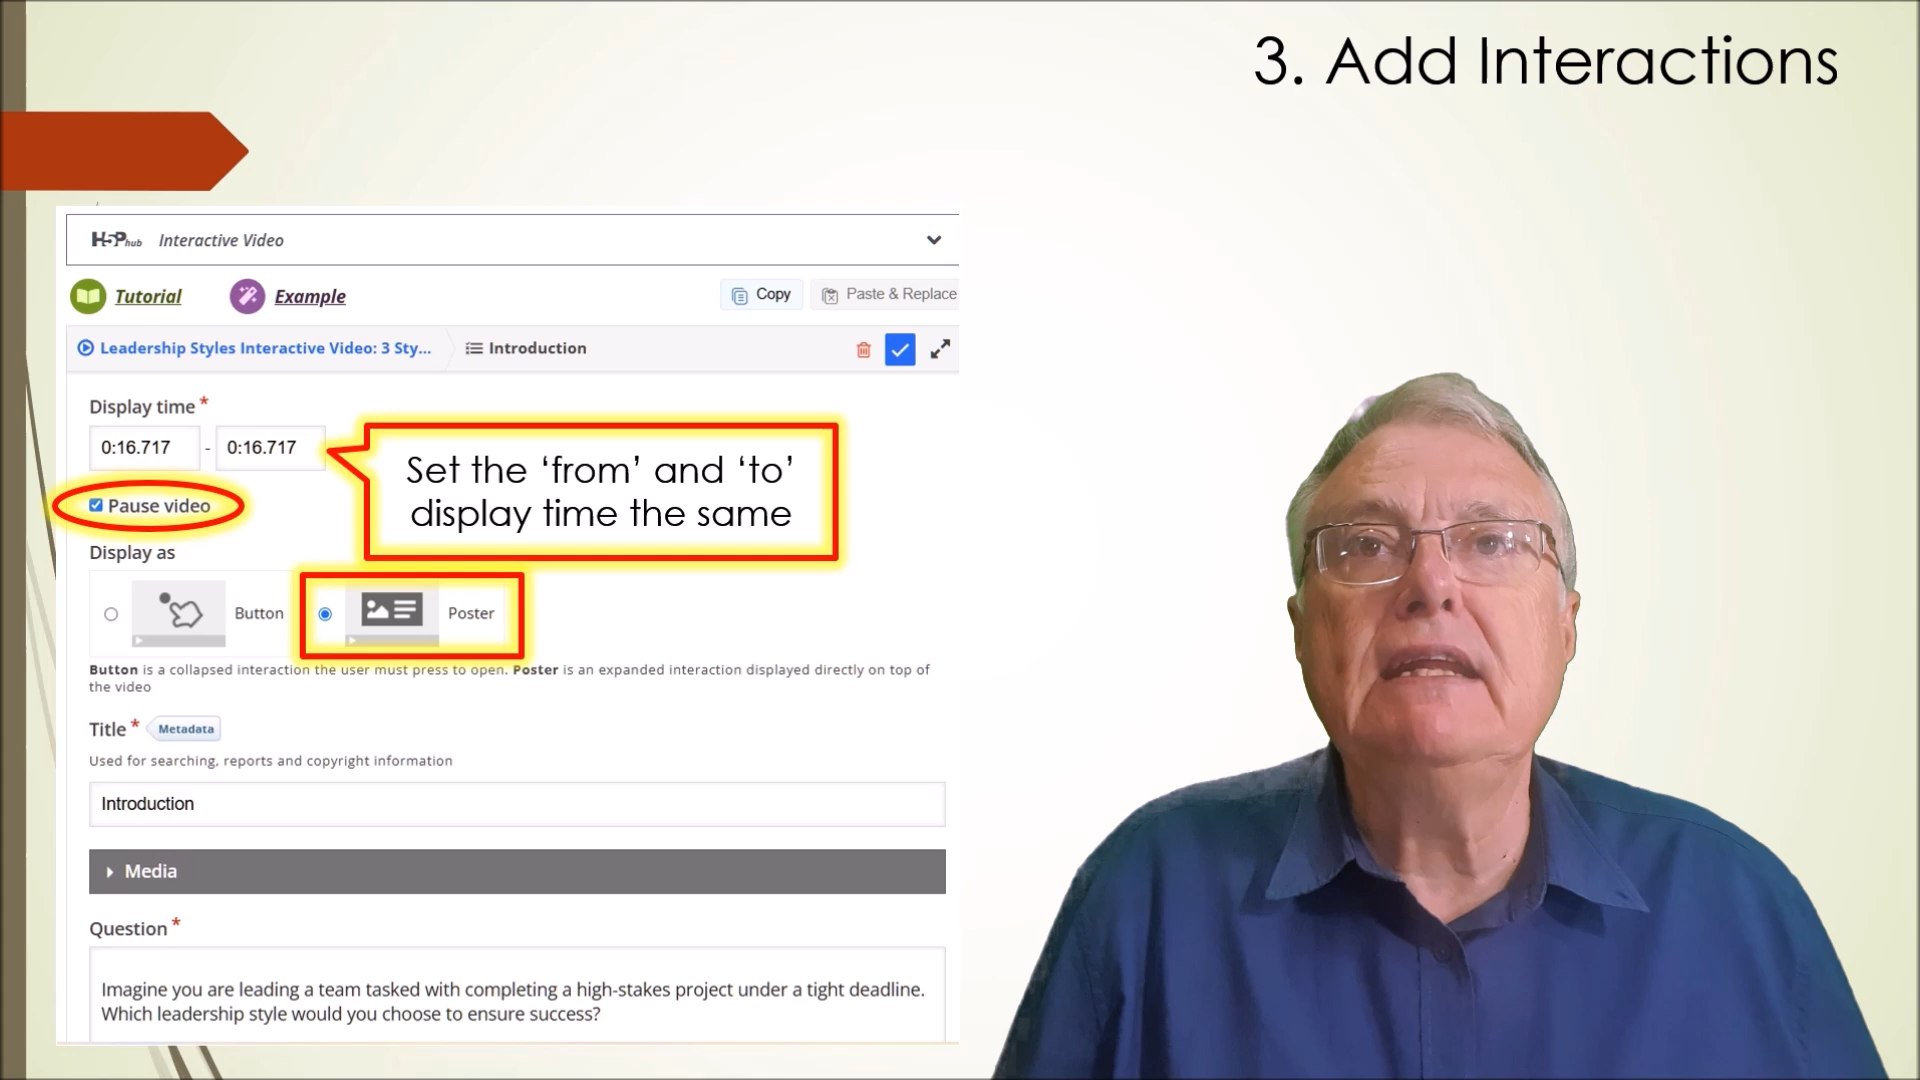 3. Add Interactions
H5P hub Interactive Video
Tutorial
Example
Copy
Paste & Replace
Leadership Styles Interactive Video: 3 Sty...
Introduction
Display time *
0:16.717 - 0:16.717
Set the ‘from’ and ‘to’
display time the same
Pause video
Display as
Button
Poster
Button is a collapsed interaction the user must press to open. Poster is an expanded interaction displayed directly on top of
the video
Title * Metadata
Used for searching, reports and copyright information
Introduction
Media
Question *
Imagine you are leading a team tasked with completing a high-stakes project under a tight deadline.
Which leadership style would you choose to ensure success?